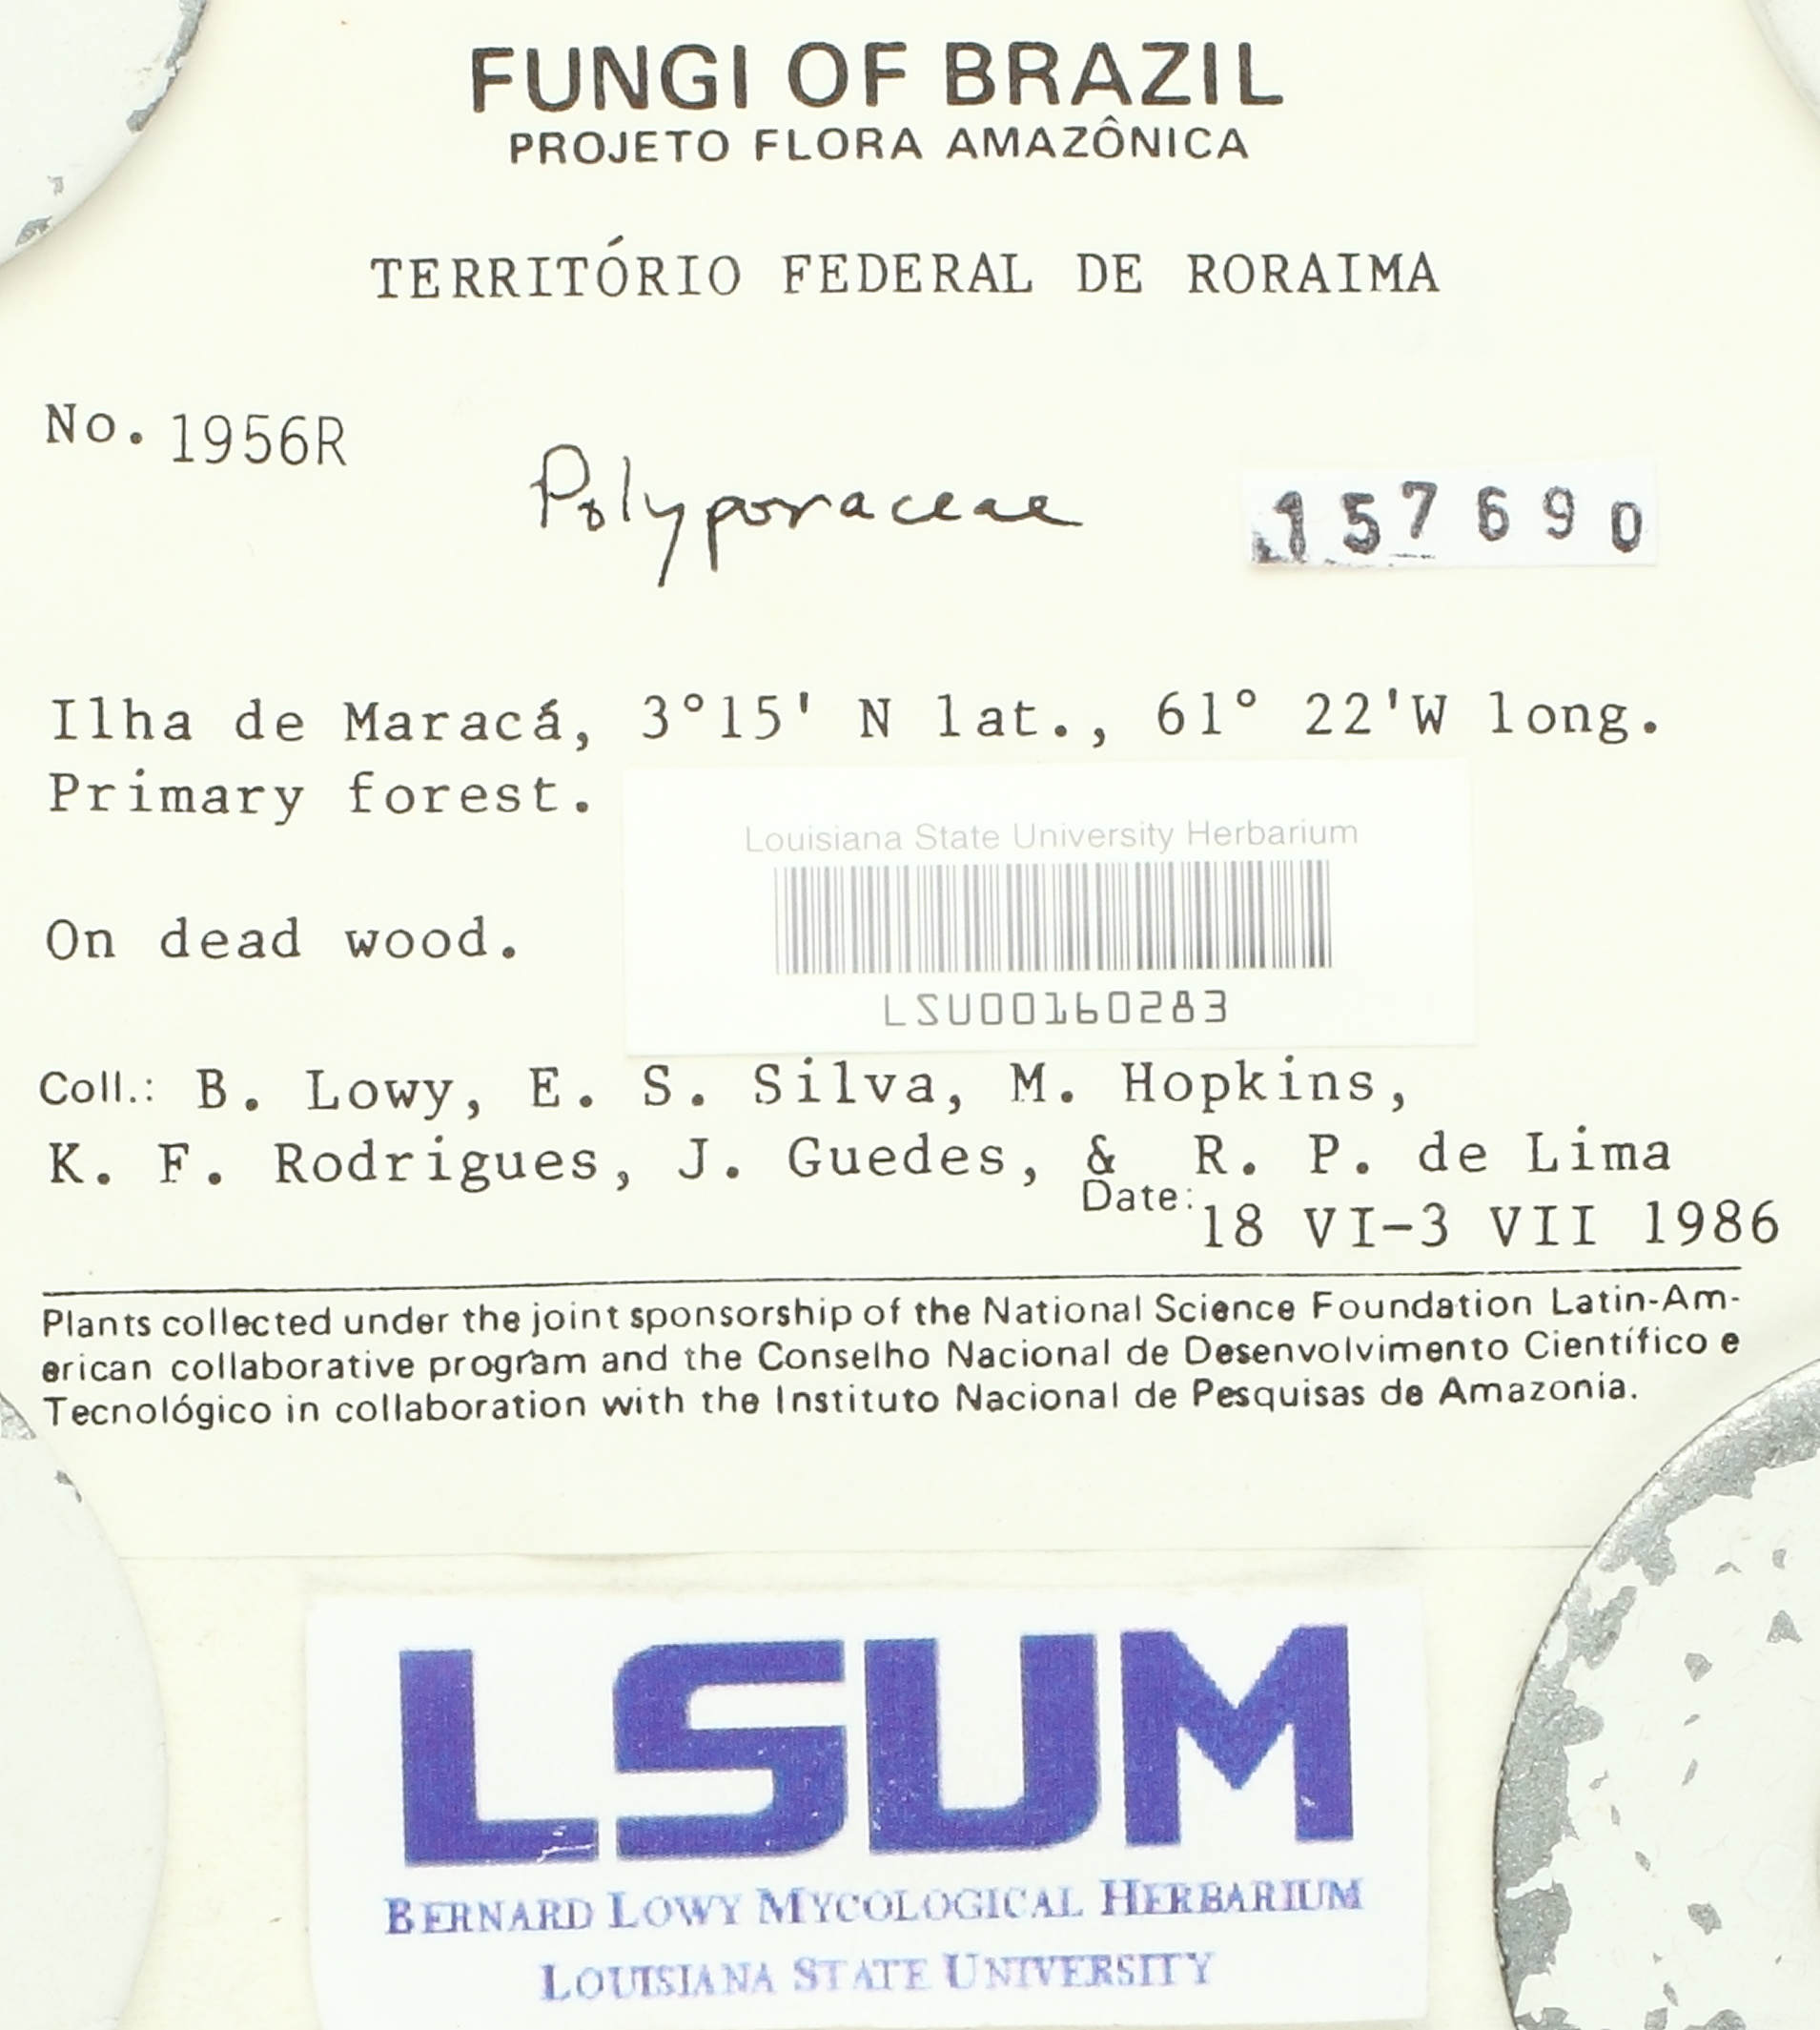 FUNGI OF BRAZIL
PROJETO FLORA AMAZÔNICA
TERRITÓRIO FEDERAL DE RORAIMA
No. 1956R
Polyporaceae
157690
Ilha de Maracá, 3°15' N lat., 61° 22'W long.
Primary forest.
Louisiana State University Herbarium
On dead wood.
LSU00160283
Coll.: B. Lowy, E. S. Silva, M. Hopkins,
K. F. Rodrigues, J. Guedes, & R. P. de Lima
Date: 18 VI-3 VII 1986
Plants collected under the joint sponsorship of the National Science Foundation Latin-Am-
erican collaborative program and the Conselho Nacional de Desenvolvimento Científico e
Tecnológico in collaboration with the Instituto Nacional de Pesquisas de Amazonia.
LSUM
BERNARD LOWY MYCOLOGICAL HERBARIUM
LOUISIANA STATE UNIVERSITY